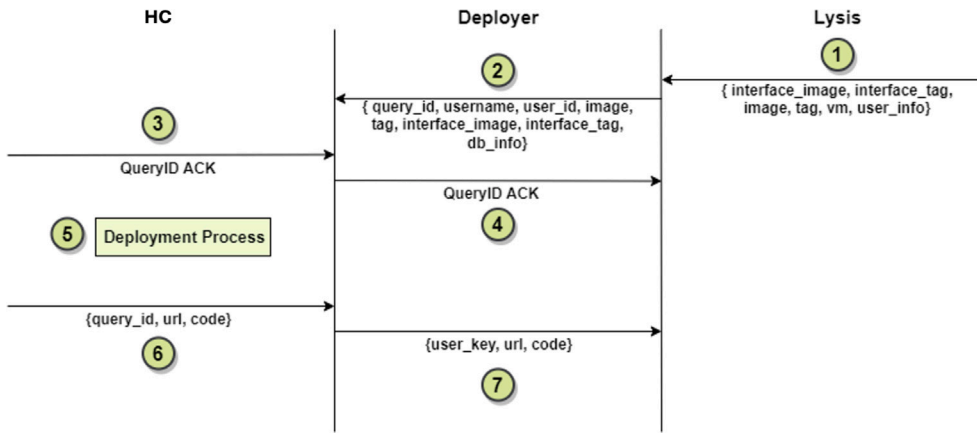 HC
Deployer
Lysis
1
{ interface_image, interface_tag,
image, tag, vm, user_info}
2
{ query_id, username, user_id, image,
tag, interface_image, interface_tag,
db_info}
3
QueryID ACK
QueryID ACK
4
5
Deployment Process
{query_id, url, code}
6
{user_key, url, code}
7